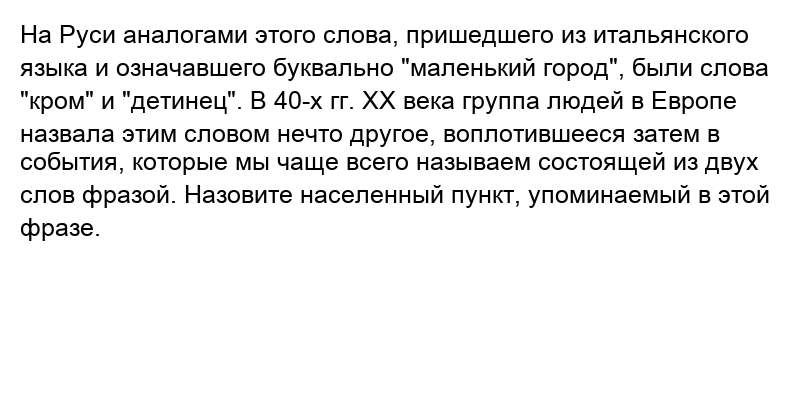 На Руси аналогами этого слова, пришедшего из итальянского
языка и означавшего буквально "маленький город", были слова
"кром" и "детинец". В 40-х гг. XX века группа людей в Европе
назвала этим словом нечто другое, воплотившееся затем в
события, которые мы чаще всего называем состоящей из двух
слов фразой. Назовите населенный пункт, упоминаемый в этой
фразе.